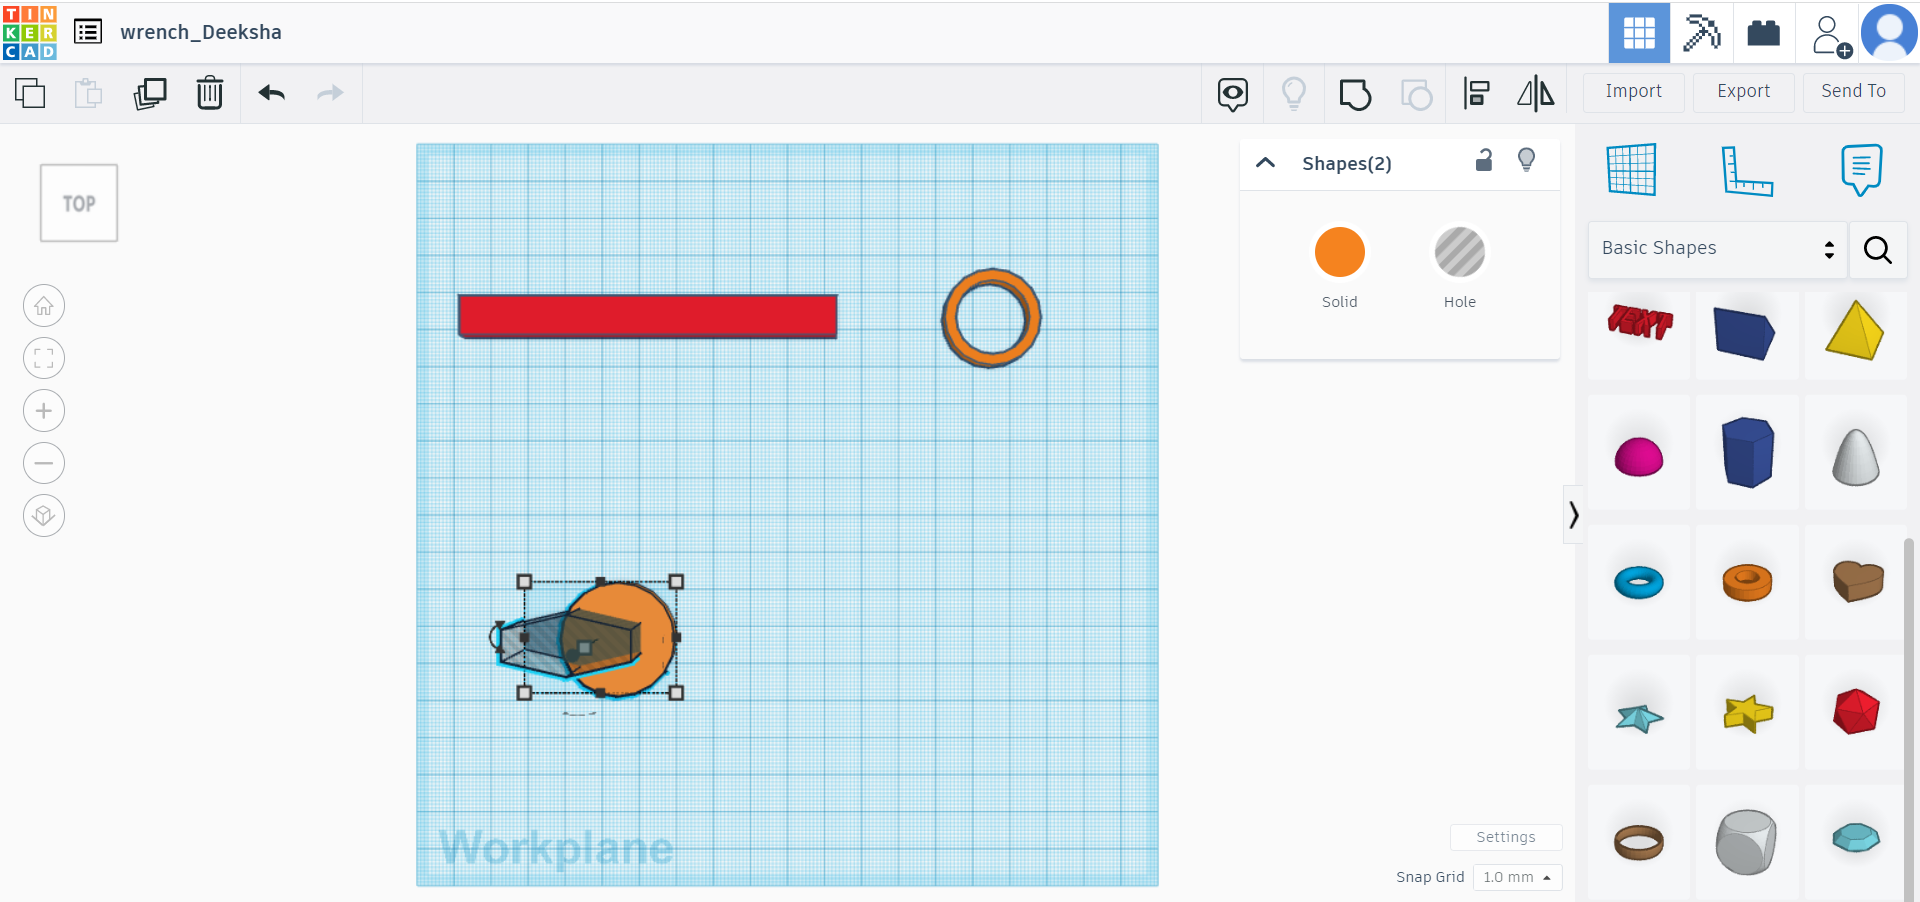 TIN
KER
CAD
wrench_Deeksha
Import
Export
Send To
TOP
Shapes(2)
Solid
Hole
Basic Shapes
TEXT
Workplane
Settings
Snap Grid
1.0 mm